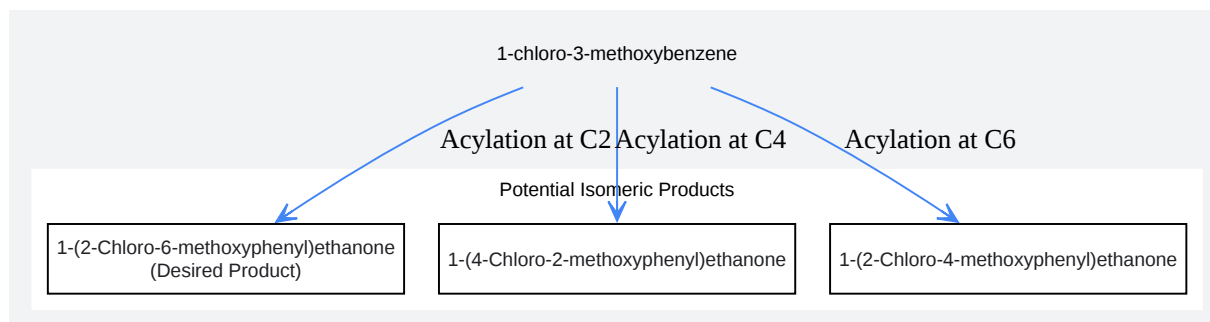 1-chloro-3-methoxybenzene
Acylation at C2
Acylation at C4
Acylation at C6
Potential Isomeric Products
1-(2-Chloro-6-methoxyphenyl)ethanone
(Desired Product)
1-(4-Chloro-2-methoxyphenyl)ethanone
1-(2-Chloro-4-methoxyphenyl)ethanone